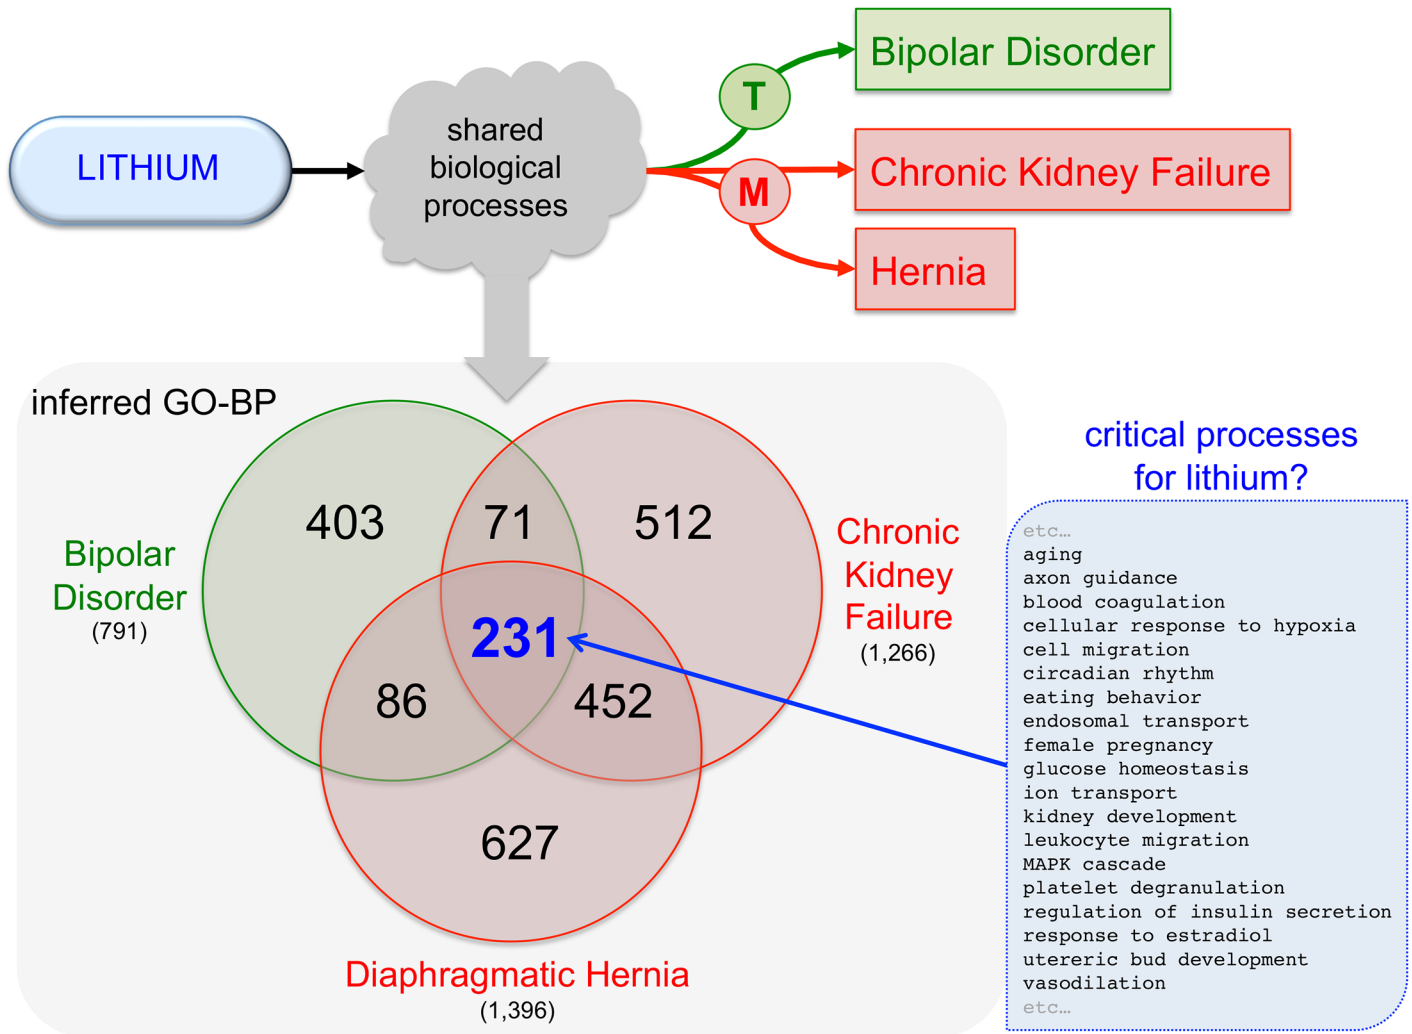 LITHIUM
shared
biological
processes
T
M
Bipolar Disorder
Chronic Kidney Failure
Hernia
inferred GO-BP
403
71
512
Bipolar
Disorder
(791)
Chronic
Kidney
Failure
(1,266)
231
86
452
627
Diaphragmatic Hernia
(1,396)
critical processes
for lithium?
etc…
aging
axon guidance
blood coagulation
cellular response to hypoxia
cell migration
circadian rhythm
eating behavior
endosomal transport
female pregnancy
glucose homeostasis
ion transport
kidney development
leukocyte migration
MAPK cascade
platelet degranulation
regulation of insulin secretion
response to estradiol
utereric bud development
vasodilation
etc…